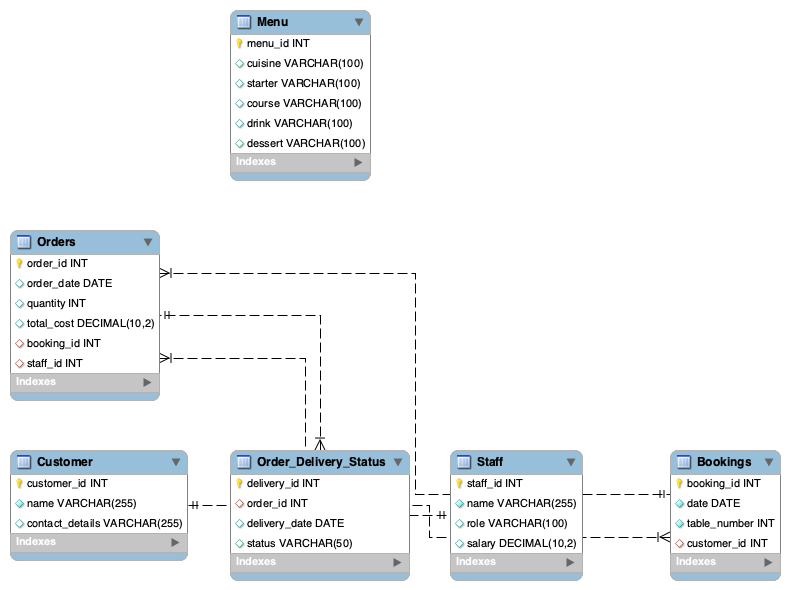 Menu
menu_id INT
cuisine VARCHAR(100)
starter VARCHAR(100)
course VARCHAR(100)
drink VARCHAR(100)
dessert VARCHAR(100)
Indexes
Orders
order_id INT
order_date DATE
quantity INT
total_cost DECIMAL(10,2)
booking_id INT
staff_id INT
Indexes
Customer
customer_id INT
name VARCHAR(255)
contact_details VARCHAR(255)
Indexes
Order_Delivery_Status
delivery_id INT
order_id INT
delivery_date DATE
status VARCHAR(50)
Indexes
Staff
staff_id INT
name VARCHAR(255)
role VARCHAR(100)
salary DECIMAL(10,2)
Indexes
Bookings
booking_id INT
date DATE
table_number INT
customer_id INT
Indexes